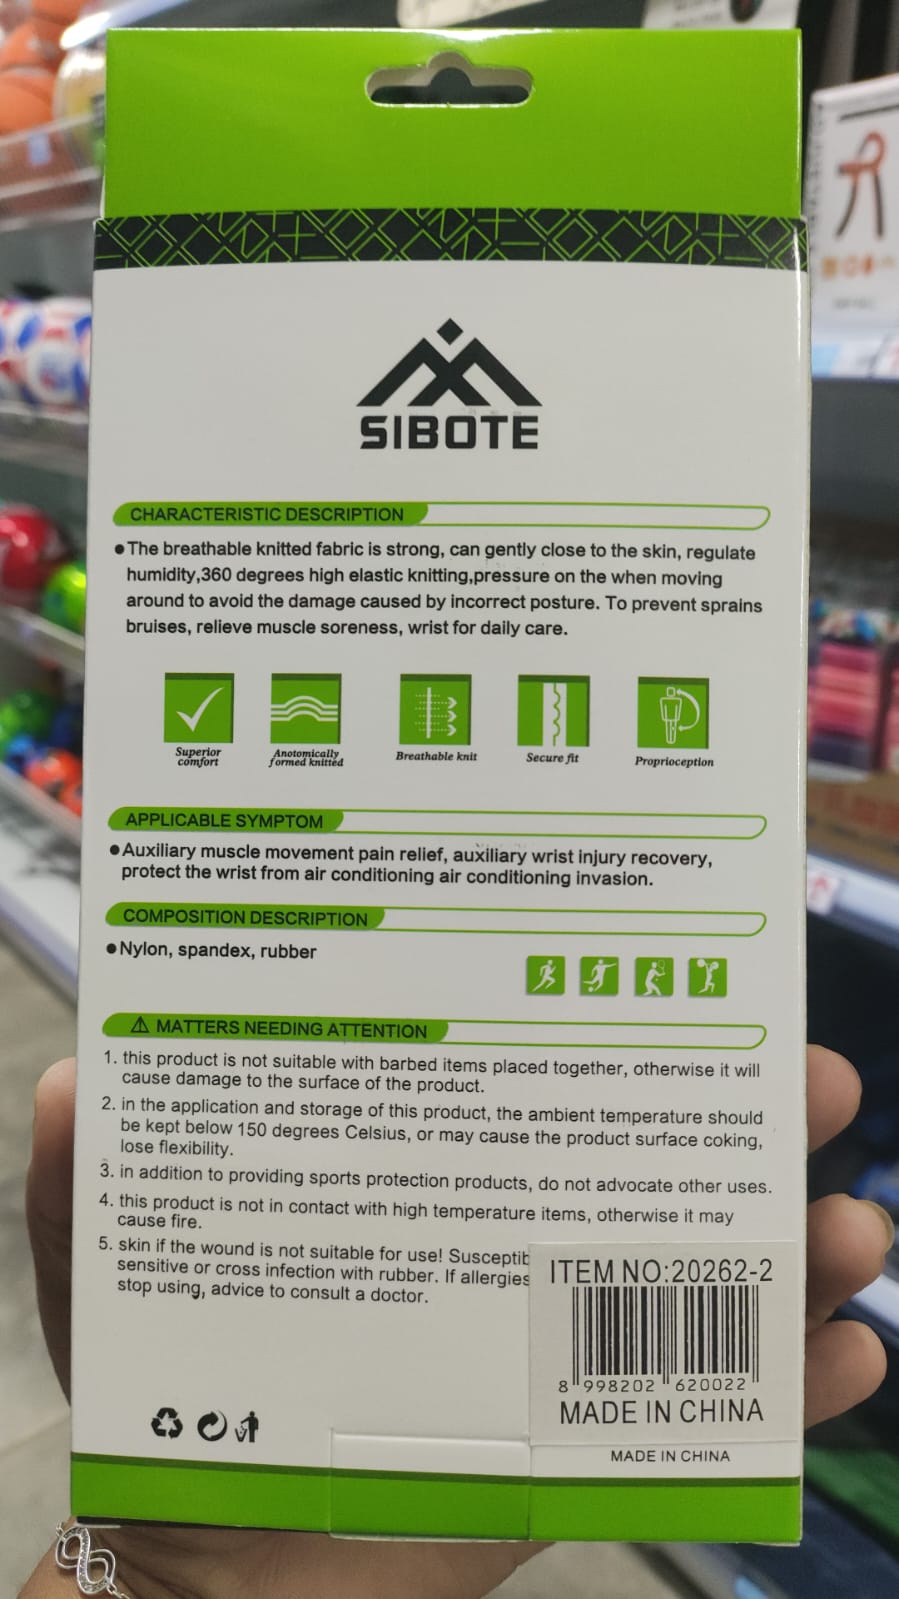 SIBOTE
CHARACTERISTIC DESCRIPTION
●The breathable knitted fabric is strong, can gently close to the skin, regulate
humidity,360 degrees high elastic knitting,pressure on the when moving
around to avoid the damage caused by incorrect posture. To prevent sprains
bruises, relieve muscle soreness, wrist for daily care.
Superior
comfort
Anotomically
formed knitted
Breathable knit
Secure fit
Proprioception
APPLICABLE SYMPTOM
●Auxiliary muscle movement pain relief, auxiliary wrist injury recovery,
protect the wrist from air conditioning air conditioning invasion.
COMPOSITION DESCRIPTION
●Nylon, spandex, rubber
⚠ MATTERS NEEDING ATTENTION
1. this product is not suitable with barbed items placed together, otherwise it will
cause damage to the surface of the product.
2. in the application and storage of this product, the ambient temperature should
be kept below 150 degrees Celsius, or may cause the product surface coking,
lose flexibility.
3. in addition to providing sports protection products, do not advocate other uses.
4. this product is not in contact with high temperature items, otherwise it may
cause fire.
5. skin if the wound is not suitable for use! Susceptib
sensitive or cross infection with rubber. If allergies
stop using, advice to consult a doctor.
ITEM NO:20262-2
8 998202 620022
MADE IN CHINA
MADE IN CHINA